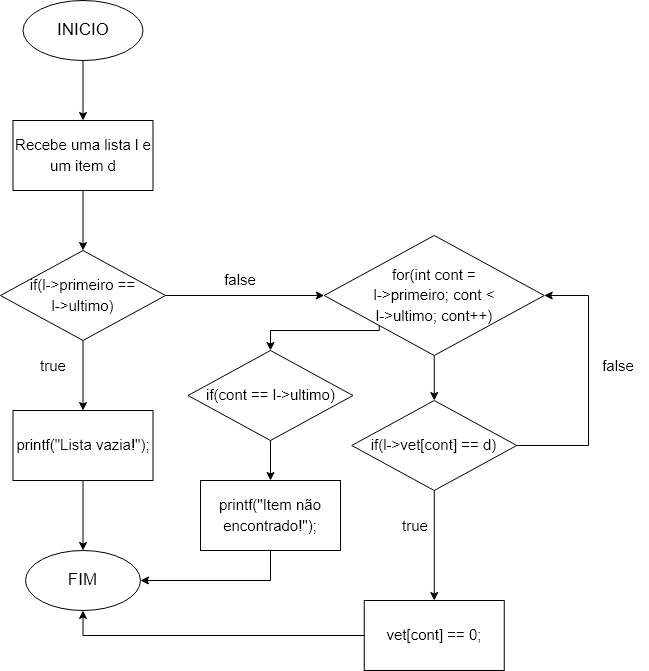 INICIO
Recebe uma lista l e
um item d
if(l->primeiro ==
l->ultimo)
false
for(int cont =
l->primeiro; cont <
l->ultimo; cont++)
true
false
if(cont == l->ultimo)
if(l->vet[cont] == d)
printf("Lista vazia!");
printf("Item não
encontrado!");
true
FIM
vet[cont] == 0;